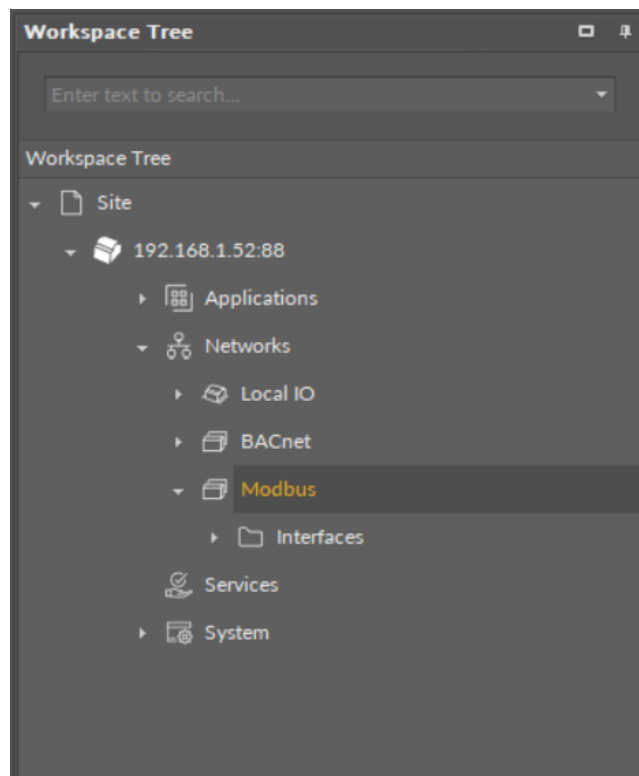 Workspace Tree
Enter text to search...
Workspace Tree
Site
192.168.1.52:88
Applications
Networks
Local IO
BACnet
Modbus
Interfaces
Services
System